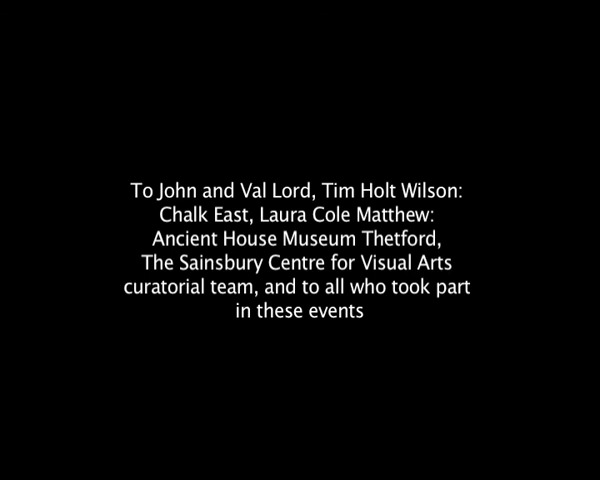 To John and Val Lord, Tim Holt Wilson:
Chalk East, Laura Cole Matthew:
Ancient House Museum Thetford,
The Sainsbury Centre for Visual Arts
curatorial team, and to all who took part
in these events